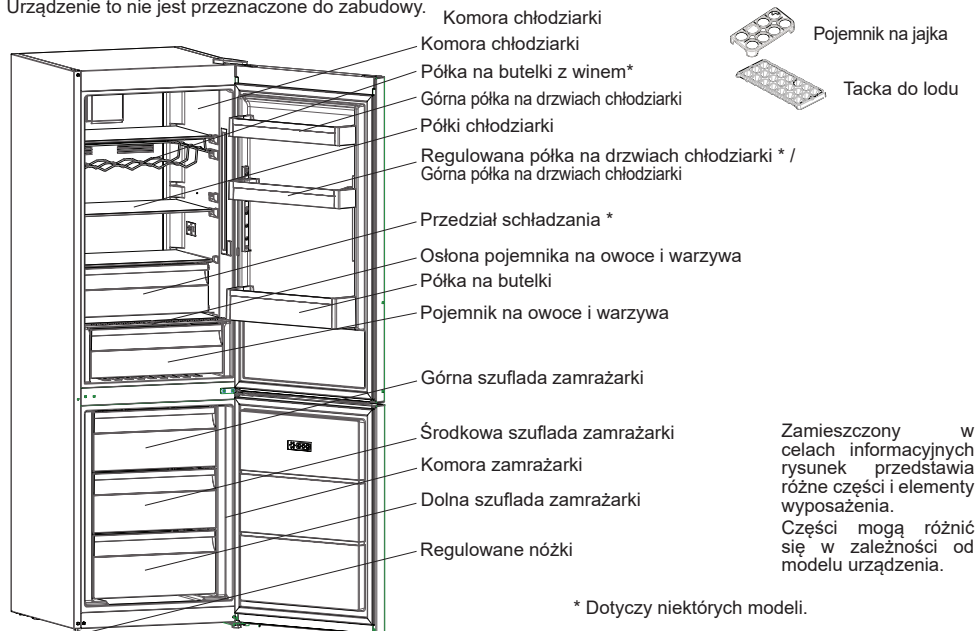 Urządzenie to nie jest przeznaczone do zabudowy.
Komora chłodziarki
Komora chłodziarki
Półka na butelki z winem*
Górna półka na drzwiach chłodziarki
Półki chłodziarki
Regulowana półka na drzwiach chłodziarki * /
Górna półka na drzwiach chłodziarki
Przedział schładzania *
Osłona pojemnika na owoce i warzywa
Półka na butelki
Pojemnik na owoce i warzywa
Górna szuflada zamrażarki
Środkowa szuflada zamrażarki
Komora zamrażarki
Dolna szuflada zamrażarki
Regulowane nóżki
Pojemnik na jajka
Tacka do lodu
Zamieszczony w
celach informacyjnych
rysunek przedstawia
różne części i elementy
wyposażenia.
Części mogą różnić
się w zależności od
modelu urządzenia.
* Dotyczy niektórych modeli.